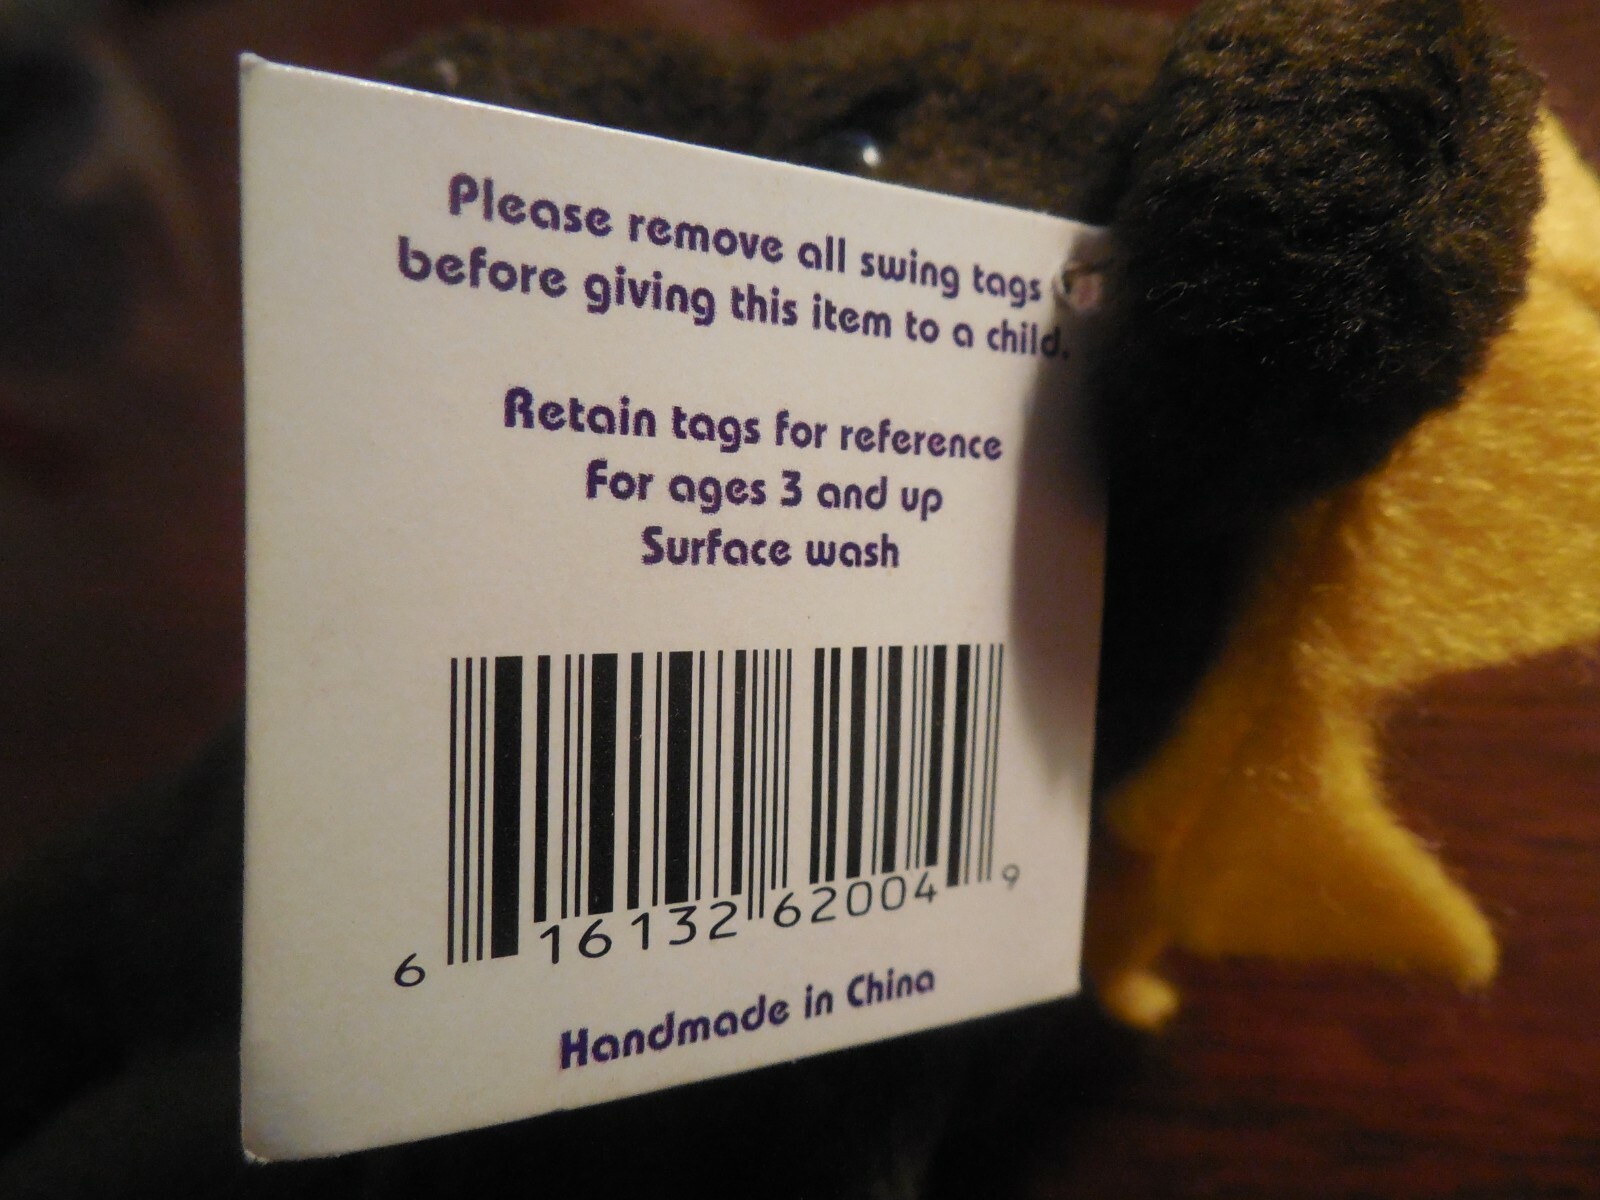 Please remove all swing tags
before giving this item to a child.
Retain tags for reference
For ages 3 and up
Surface wash
6 16132 62004 9
Handmade in China